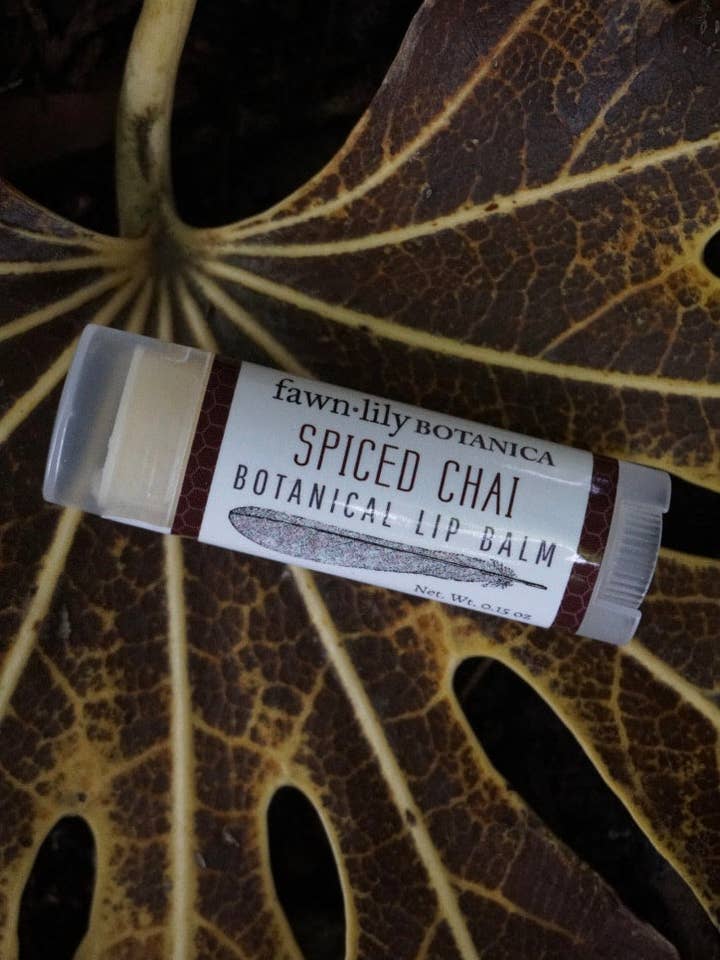 fawn·lily BOTANICA
SPICED CHAI
BOTANICAL LIP BALM
Net. Wt. 0.15 oz